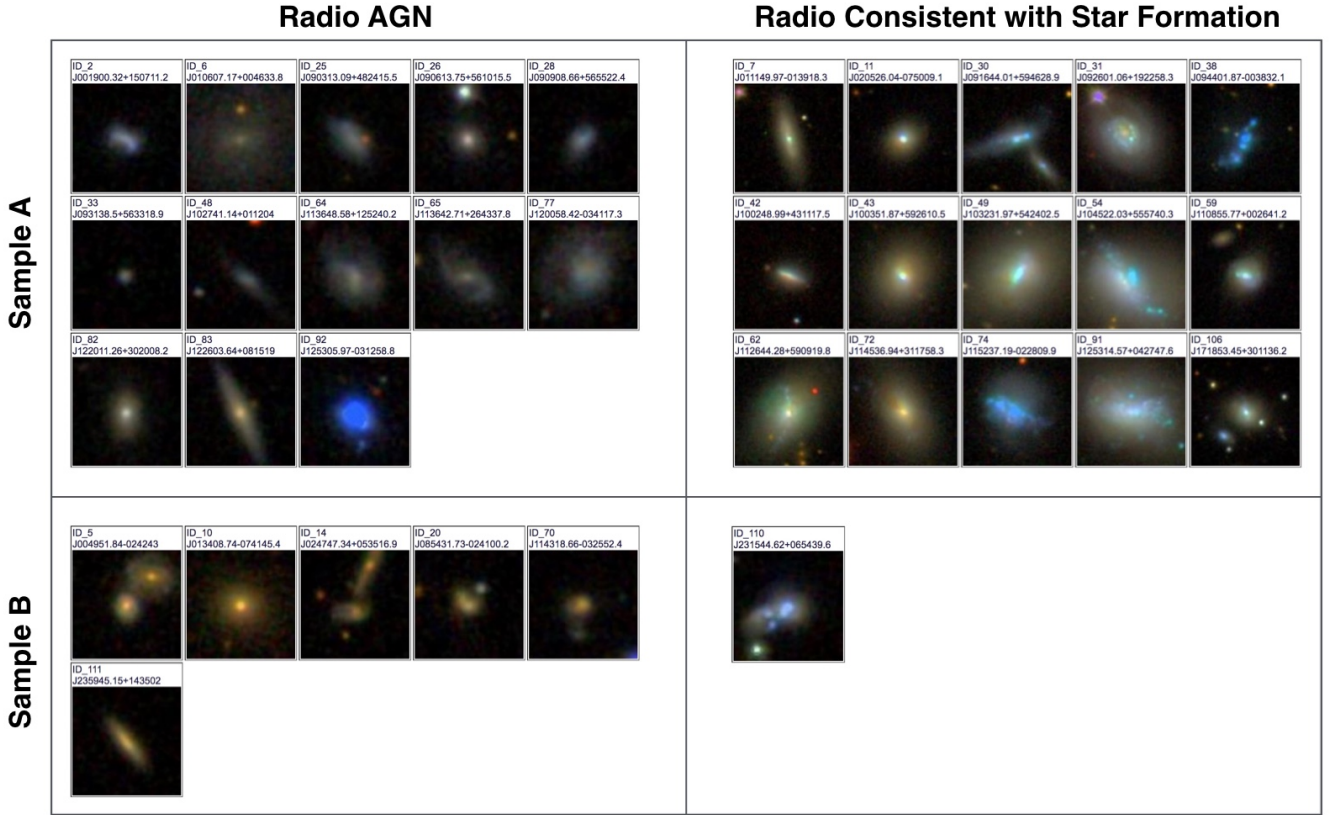 Radio AGN
Radio Consistent with Star Formation
Sample A
ID_2
J001900.32+150711.2
ID_6
J010607.17+004633.8
ID_25
J090313.09+482415.5
ID_26
J090613.75+561015.5
ID_28
J090908.66+565522.4
ID_33
J093138.5+563318.9
ID_48
J102741.14+011204
ID_64
J113648.58+125240.2
ID_65
J113642.71+264337.8
ID_77
J120058.42-034117.3
ID_82
J122011.26+302008.2
ID_83
J122603.64+081519
ID_92
J125305.97-031258.8
ID_7
J011149.97-013918.3
ID_11
J020526.04-075009.1
ID_30
J091644.01+594628.9
ID_31
J092601.06+192258.3
ID_38
J094401.87-003832.1
ID_42
J100248.99+431117.5
ID_43
J100351.87+592610.5
ID_49
J103231.97+542402.5
ID_54
J104522.03+555740.3
ID_59
J110855.77+002641.2
ID_62
J112644.28+590919.8
ID_72
J114536.94+311758.3
ID_74
J115237.19-022809.9
ID_91
J125314.57+042747.6
ID_106
J171853.45+301136.2
Sample B
ID_5
J004951.84-024243
ID_10
J013408.74-074145.4
ID_14
J024747.34+053516.9
ID_20
J085431.73-024100.2
ID_70
J114318.66-032552.4
ID_111
J235945.15+143502
ID_110
J231544.62+065439.6